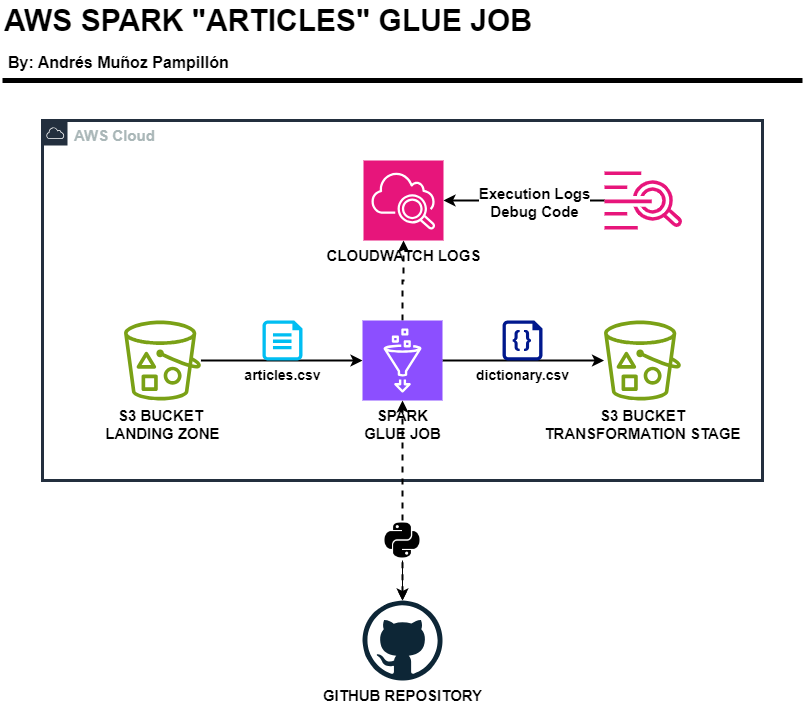 AWS SPARK "ARTICLES" GLUE JOB
By: Andrés Muñoz Pampillón
AWS Cloud
Execution Logs
Debug Code
CLOUDWATCH LOGS
articles.csv
{}
dictionary.csv
S3 BUCKET
LANDING ZONE
SPARK
GLUE JOB
S3 BUCKET
TRANSFORMATION STAGE
GITHUB REPOSITORY